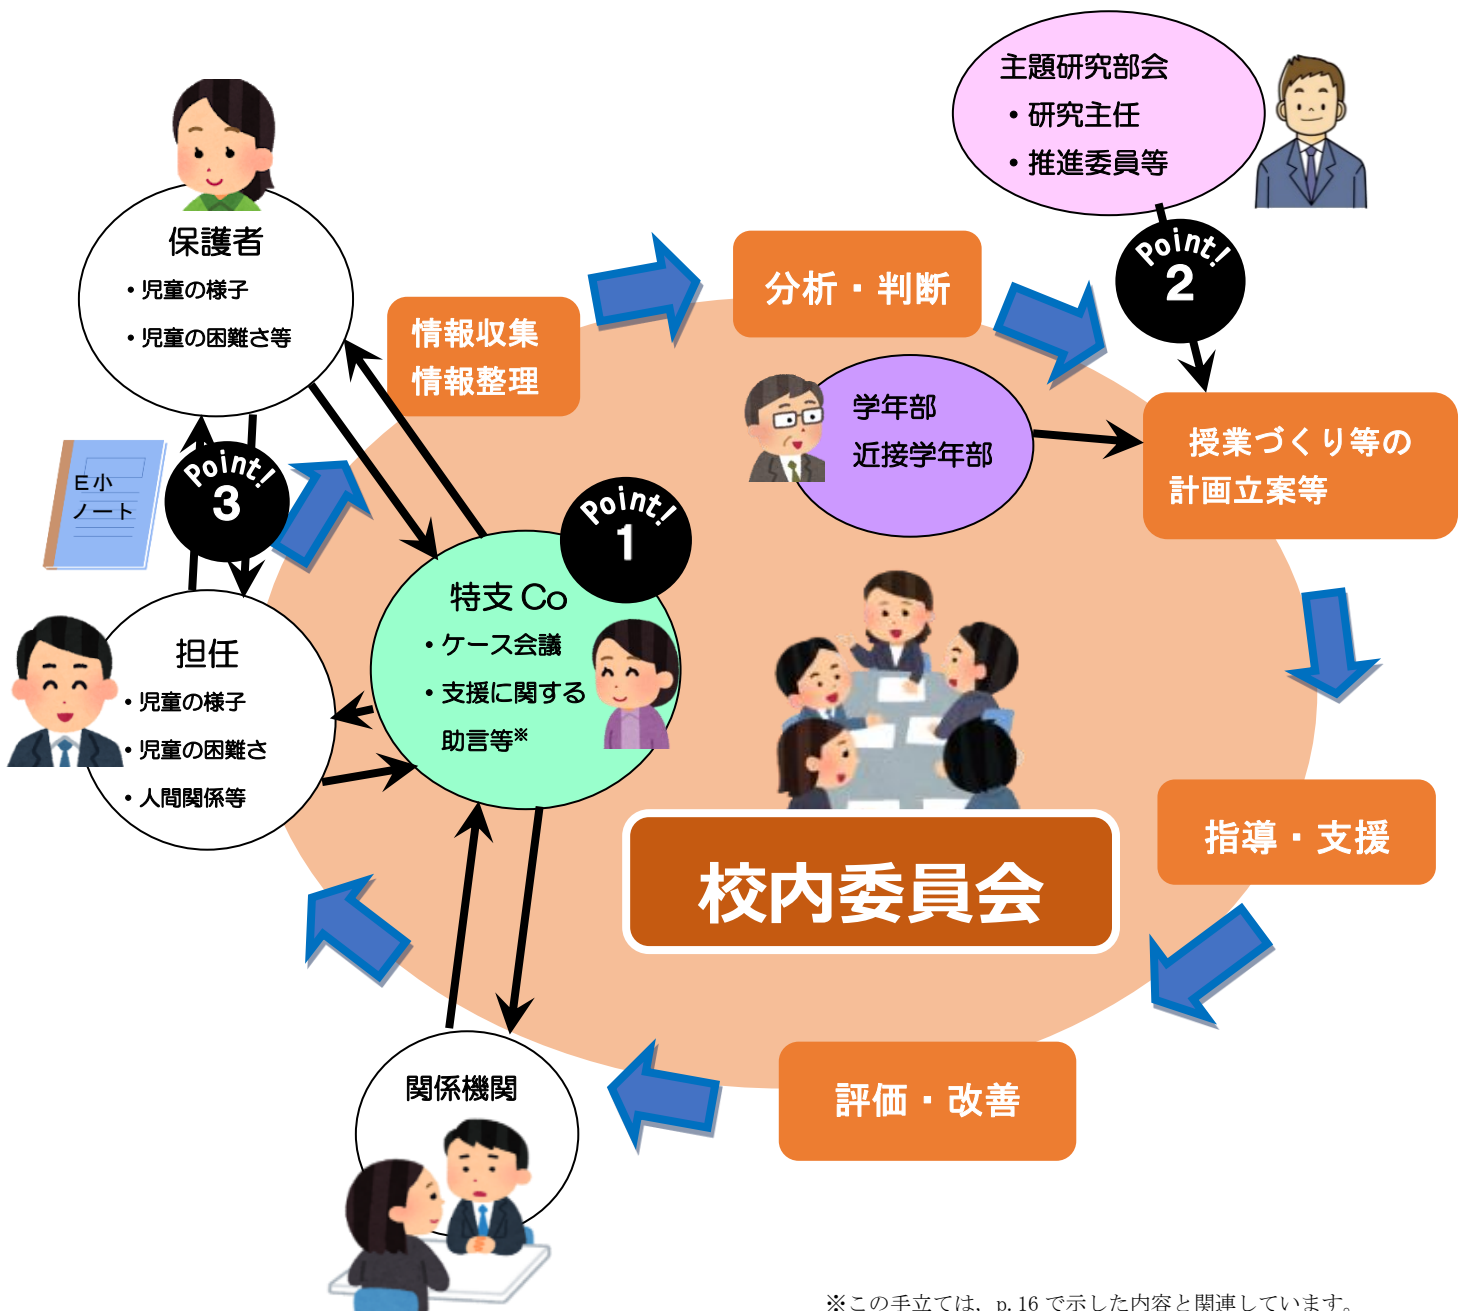 主題研究部会
・研究主任
・推進委員等
Point!
2
保護者
・児童の様子
・児童の困難さ等
情報収集
情報整理
分析・判断
学年部
近接学年部
授業づくり等の
計画立案等
E小
ノート
Point!
3
Point!
1
特支 Co
・ケース会議
・支援に関する
助言等※
担任
・児童の様子
・児童の困難さ
・人間関係等
校内委員会
指導・支援
評価・改善
関係機関
※この手立ては，p.16 で示した内容と関連しています。